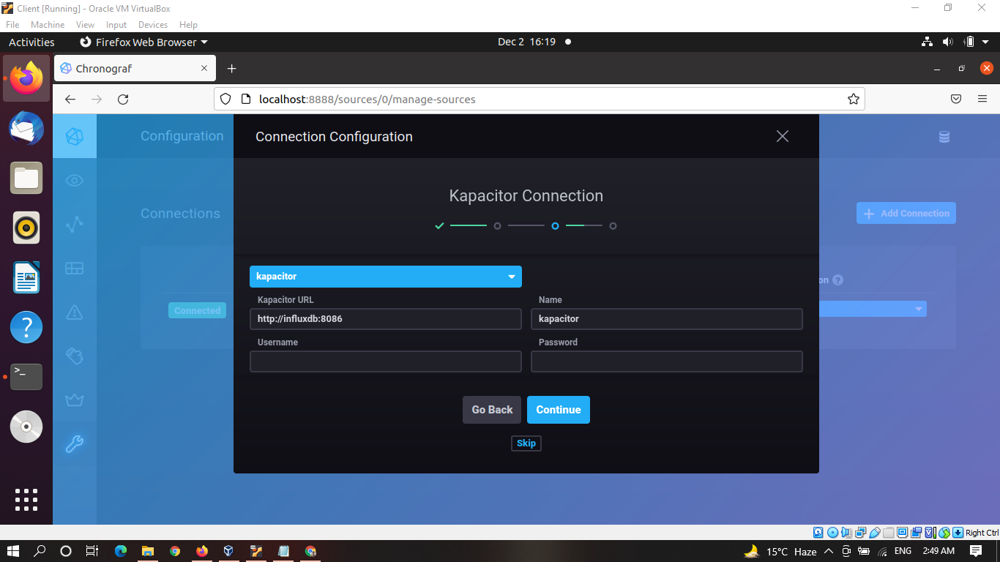 Client [Running] - Oracle VM VirtualBox
File Machine View Input Devices Help
Activities Firefox Web Browser Dec 2 16:19
Chronograf
localhost:8888/sources/0/manage-sources
Configuration
Connection Configuration
Kapacitor Connection
Connections
Add Connection
kapacitor
on ?
Kapacitor URL Name
Connected
http://influxdb:8086 kapacitor
Username Password
Go Back Continue
Skip
Right Ctrl
15°C Haze ENG 2:49 AM